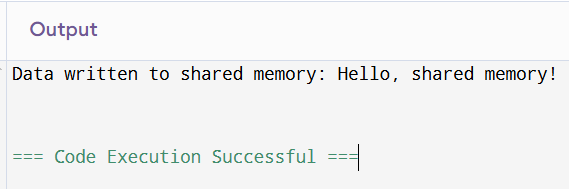 Output
Data written to shared memory: Hello, shared memory!
=== Code Execution Successful ===